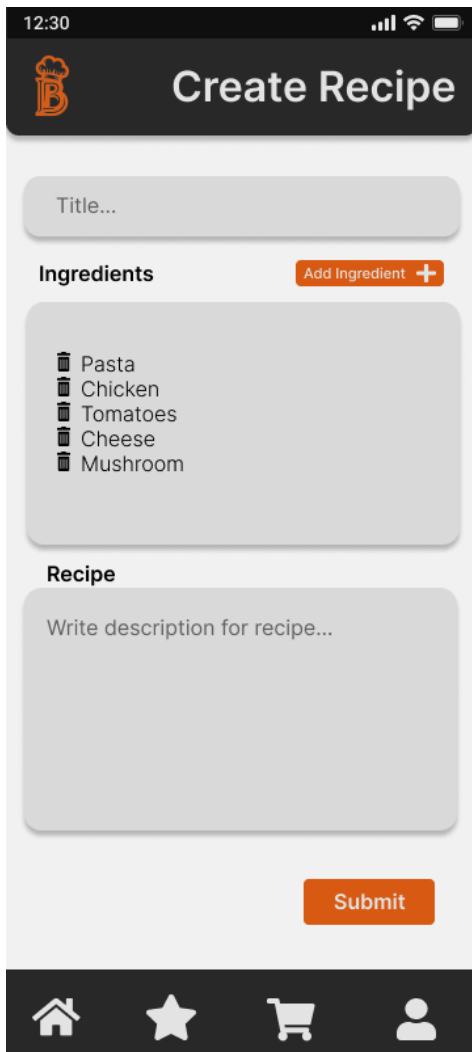 12:30
B
Create Recipe
Title...
Ingredients
Add Ingredient
Pasta
Chicken
Tomatoes
Cheese
Mushroom
Recipe
Write description for recipe...
Submit